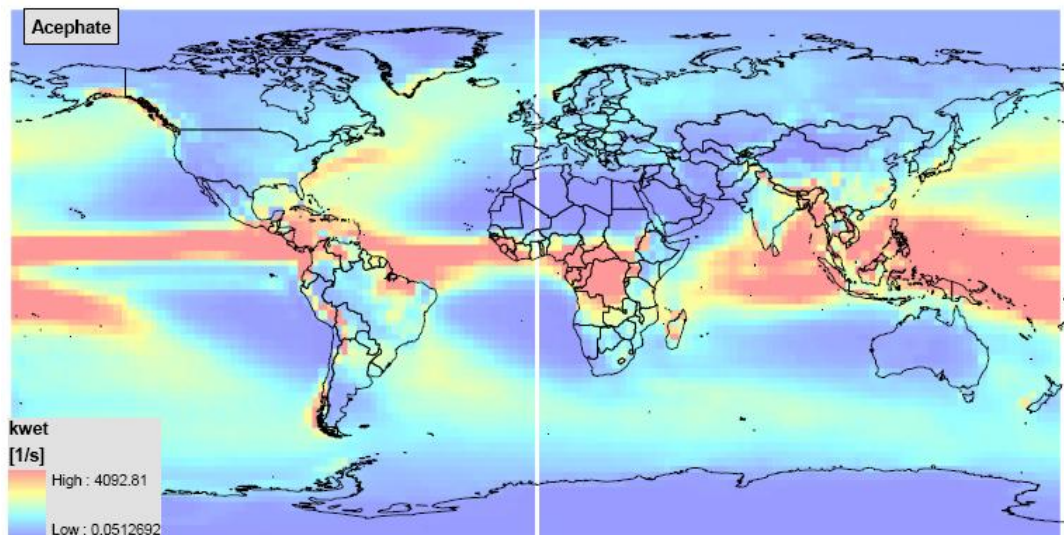 Acephate
kwet
[1/s]
High : 4092.81
Low : 0.0512692